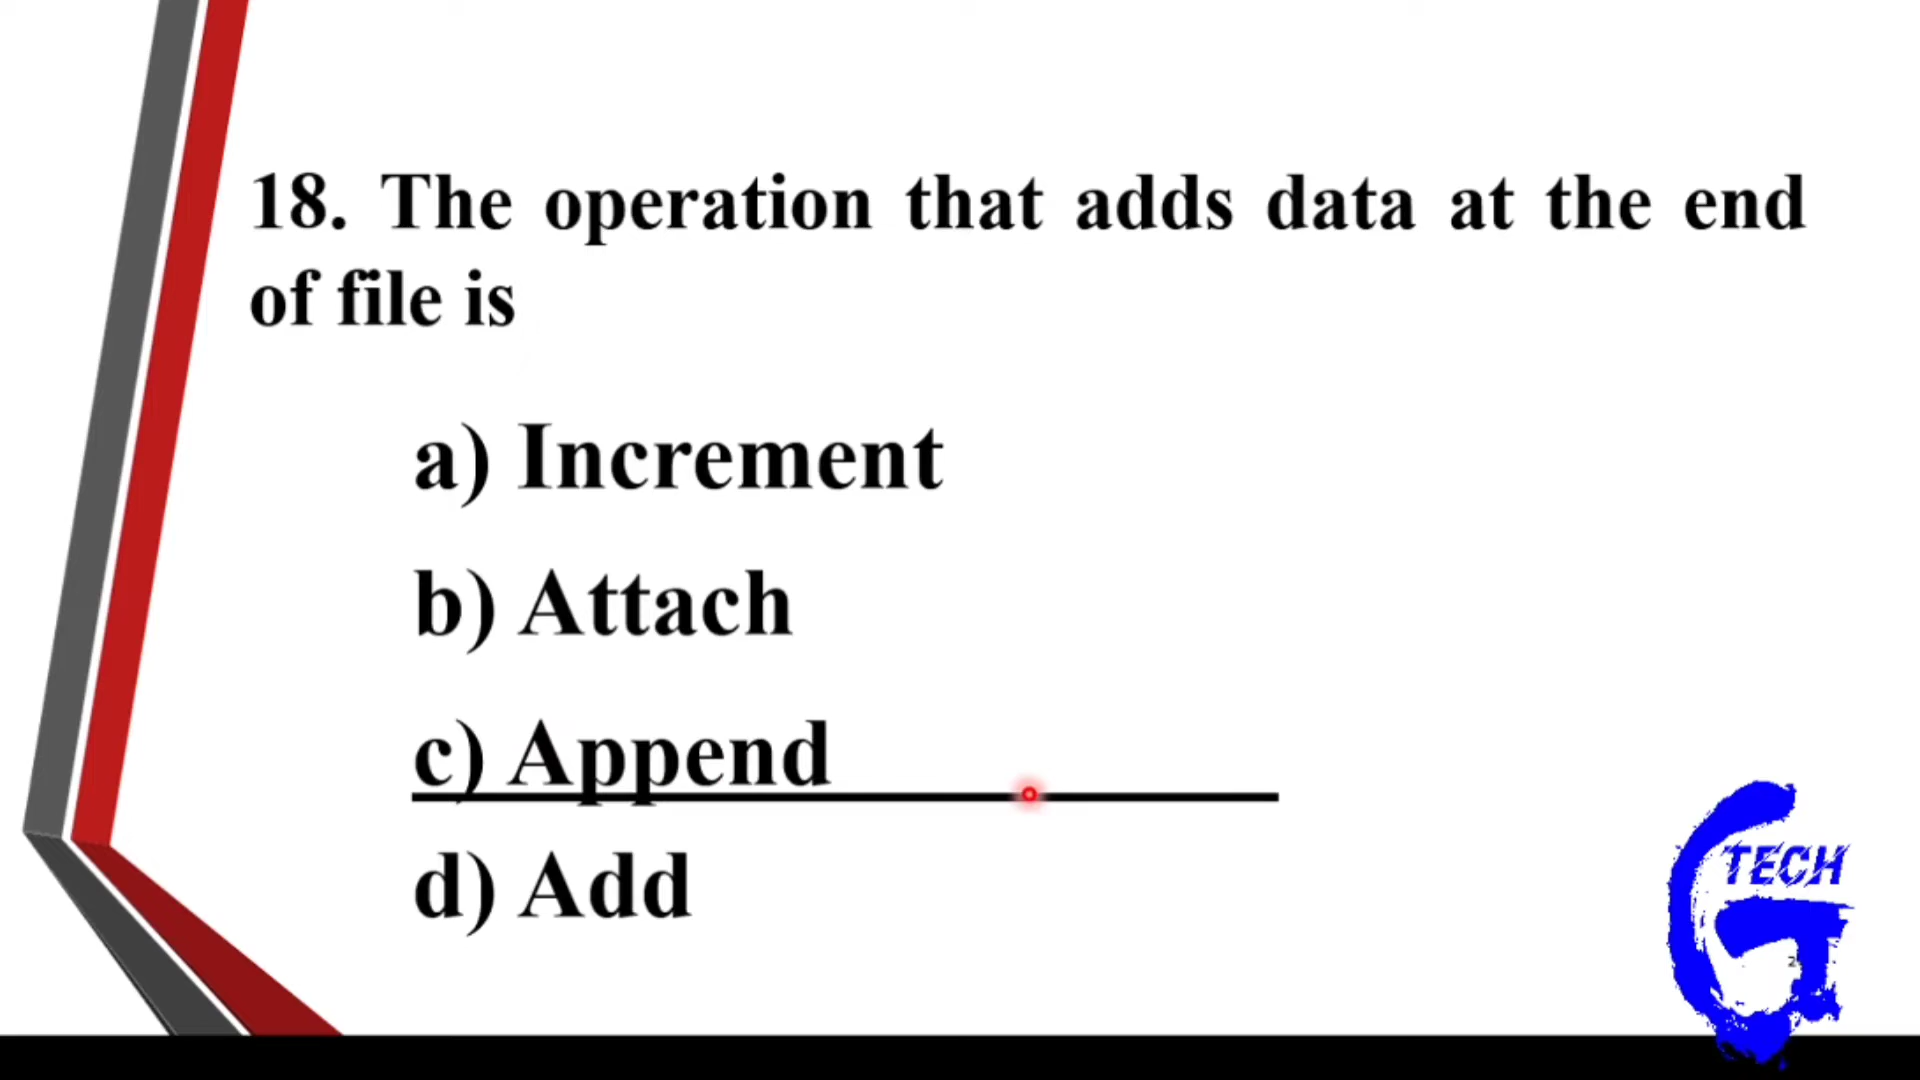 18. The operation that adds data at the end
of file is
a) Increment
b) Attach
c) Append
d) Add
TECH